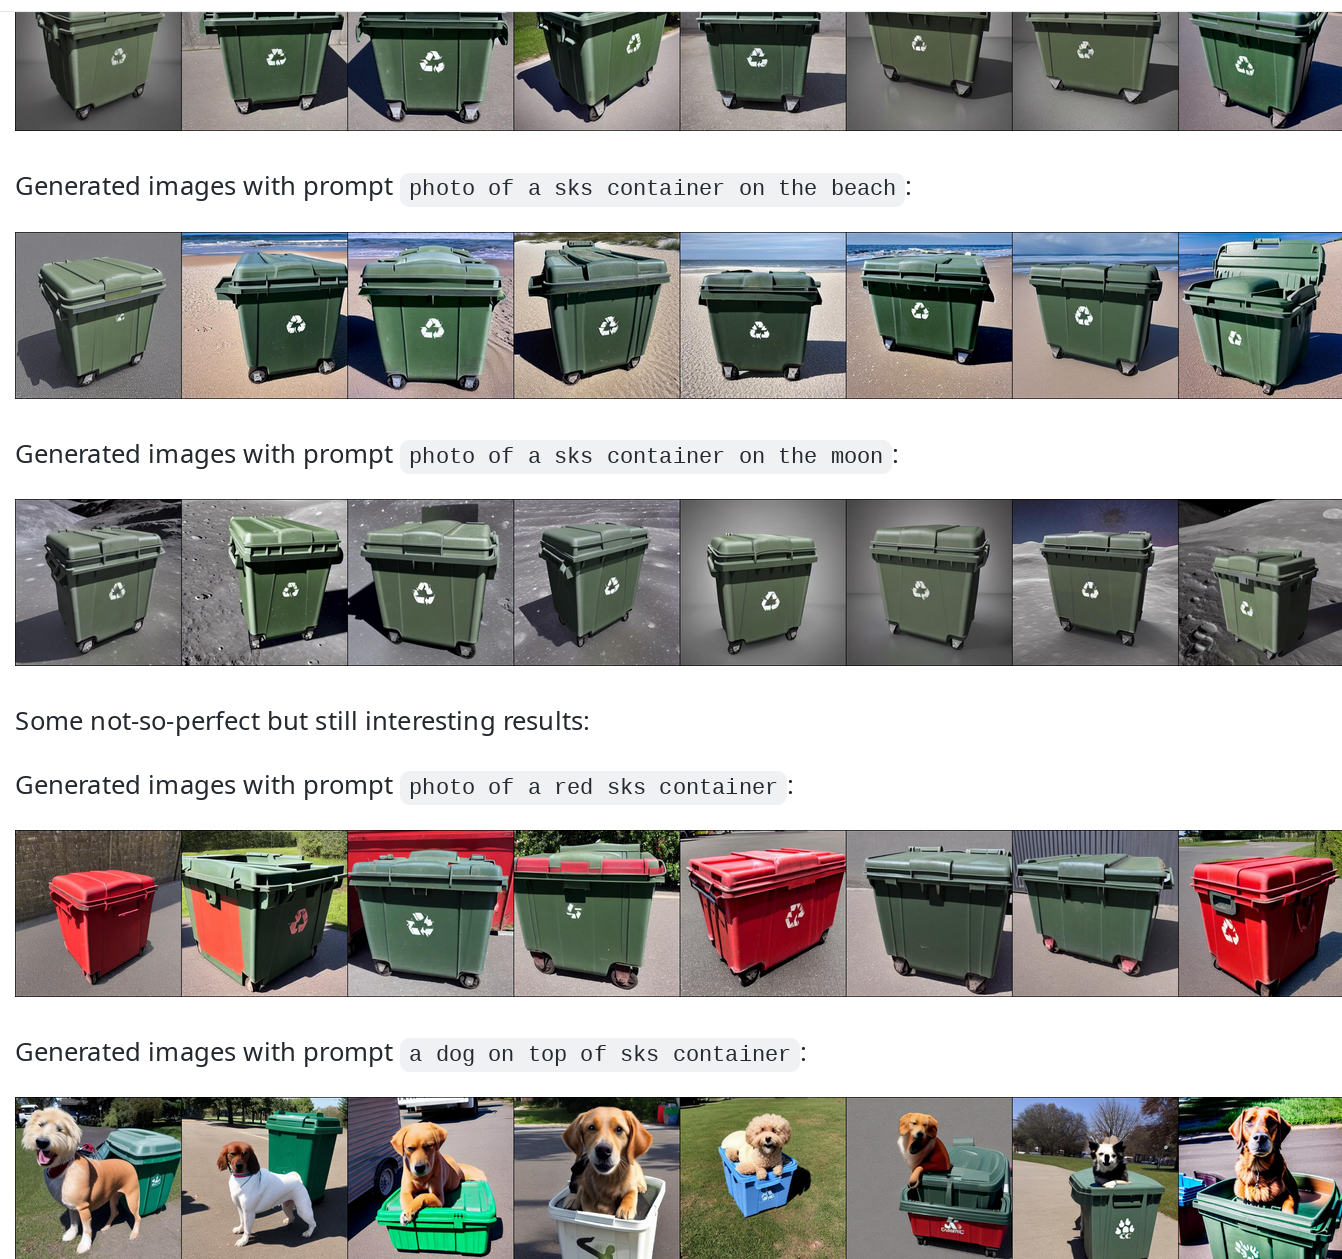 Generated images with prompt photo of a sks container on the beach:
Generated images with prompt photo of a sks container on the moon:
Some not-so-perfect but still interesting results:
Generated images with prompt photo of a red sks container:
Generated images with prompt a dog on top of sks container: